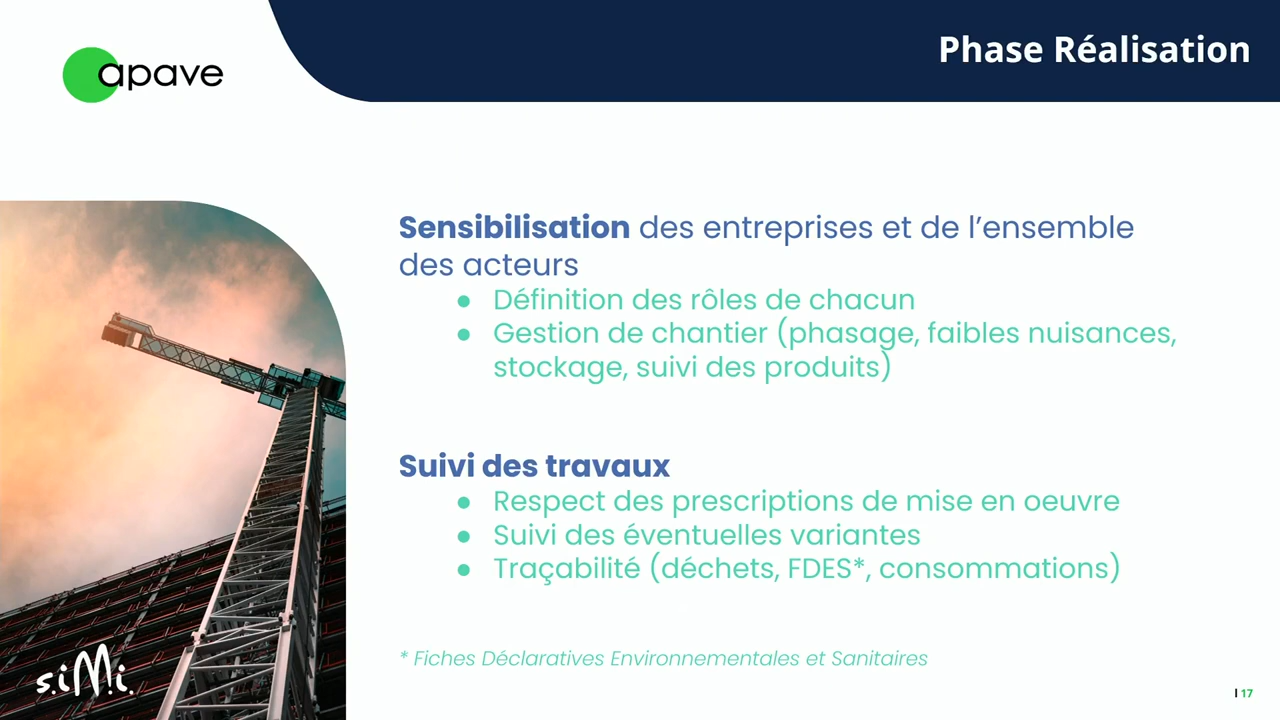 apave
Phase Réalisation
Sensibilisation des entreprises et de l’ensemble
des acteurs
● Définition des rôles de chacun
● Gestion de chantier (phasage, faibles nuisances,
stockage, suivi des produits)
Suivi des travaux
● Respect des prescriptions de mise en oeuvre
● Suivi des éventuelles variantes
● Traçabilité (déchets, FDES*, consommations)
* Fiches Déclaratives Environnementales et Sanitaires
s.iMi.
I 17